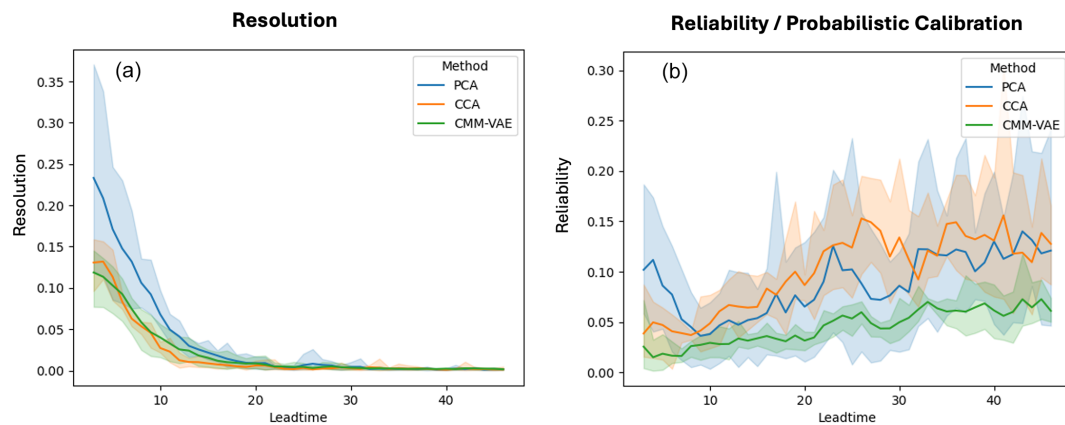 Resolution
(a)
Method
PCA
CCA
CMM-VAE
0.35
0.30
0.25
0.20
0.15
0.10
0.05
0.00
Resolution
10
20
30
40
Leadtime
Reliability / Probabilistic Calibration
(b)
Method
PCA
CCA
CMM-VAE
0.30
0.25
0.20
0.15
0.10
0.05
0.00
Reliability
10
20
30
40
Leadtime